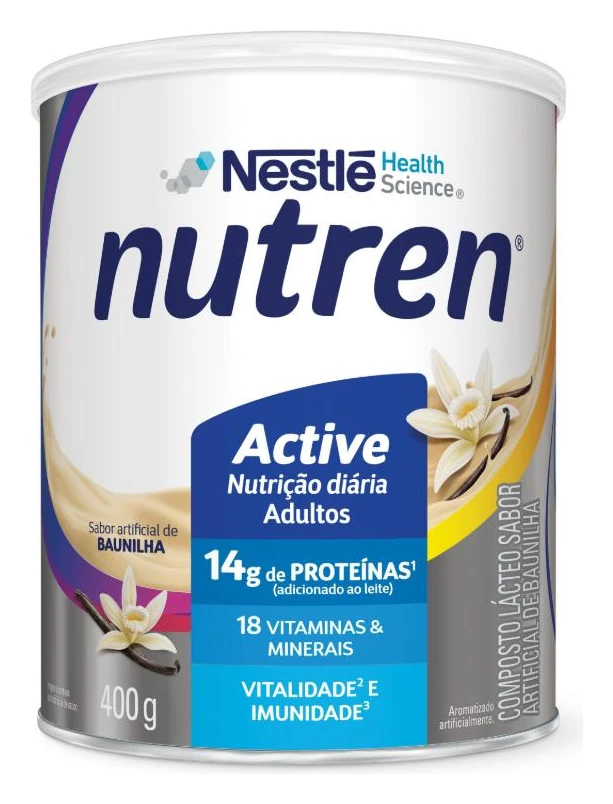 Nestlé Health
Science®
nutren®
Active
Nutrição diária
Adultos
Sabor artificial de
BAUNILHA
14g de PROTEÍNAS¹
(adicionado ao leite)
18 VITAMINAS &
MINERAIS
VITALIDADE² E
IMUNIDADE³
400g
Aromatizado
artificialmente.
COMPOSTO LÁCTEO SABOR
ARTIFICIAL DE BAUNILHA